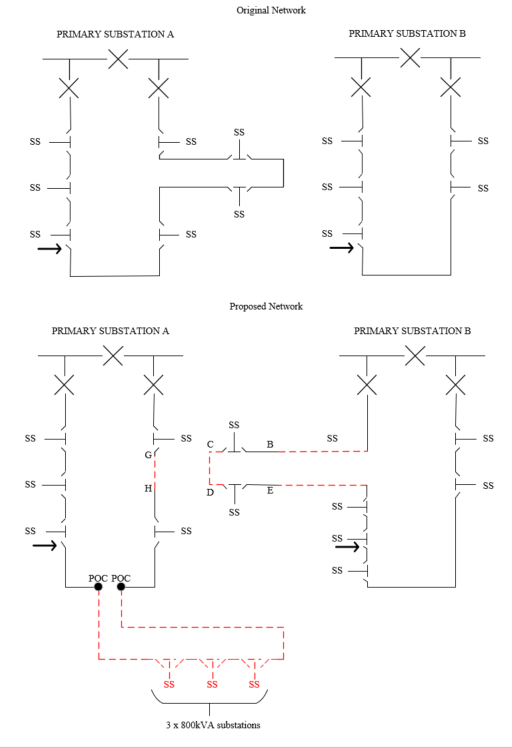 Original Network
PRIMARY SUBSTATION A
PRIMARY SUBSTATION B
SS
SS
SS
SS
SS
SS
SS
SS
SS
SS
SS
SS
Proposed Network
PRIMARY SUBSTATION A
PRIMARY SUBSTATION B
SS
SS
SS
SS
SS
C
B
G
SS
SS
H
D
E
SS
SS
SS
SS
SS
SS
POC
POC
SS
SS
SS
3 x 800kVA substations